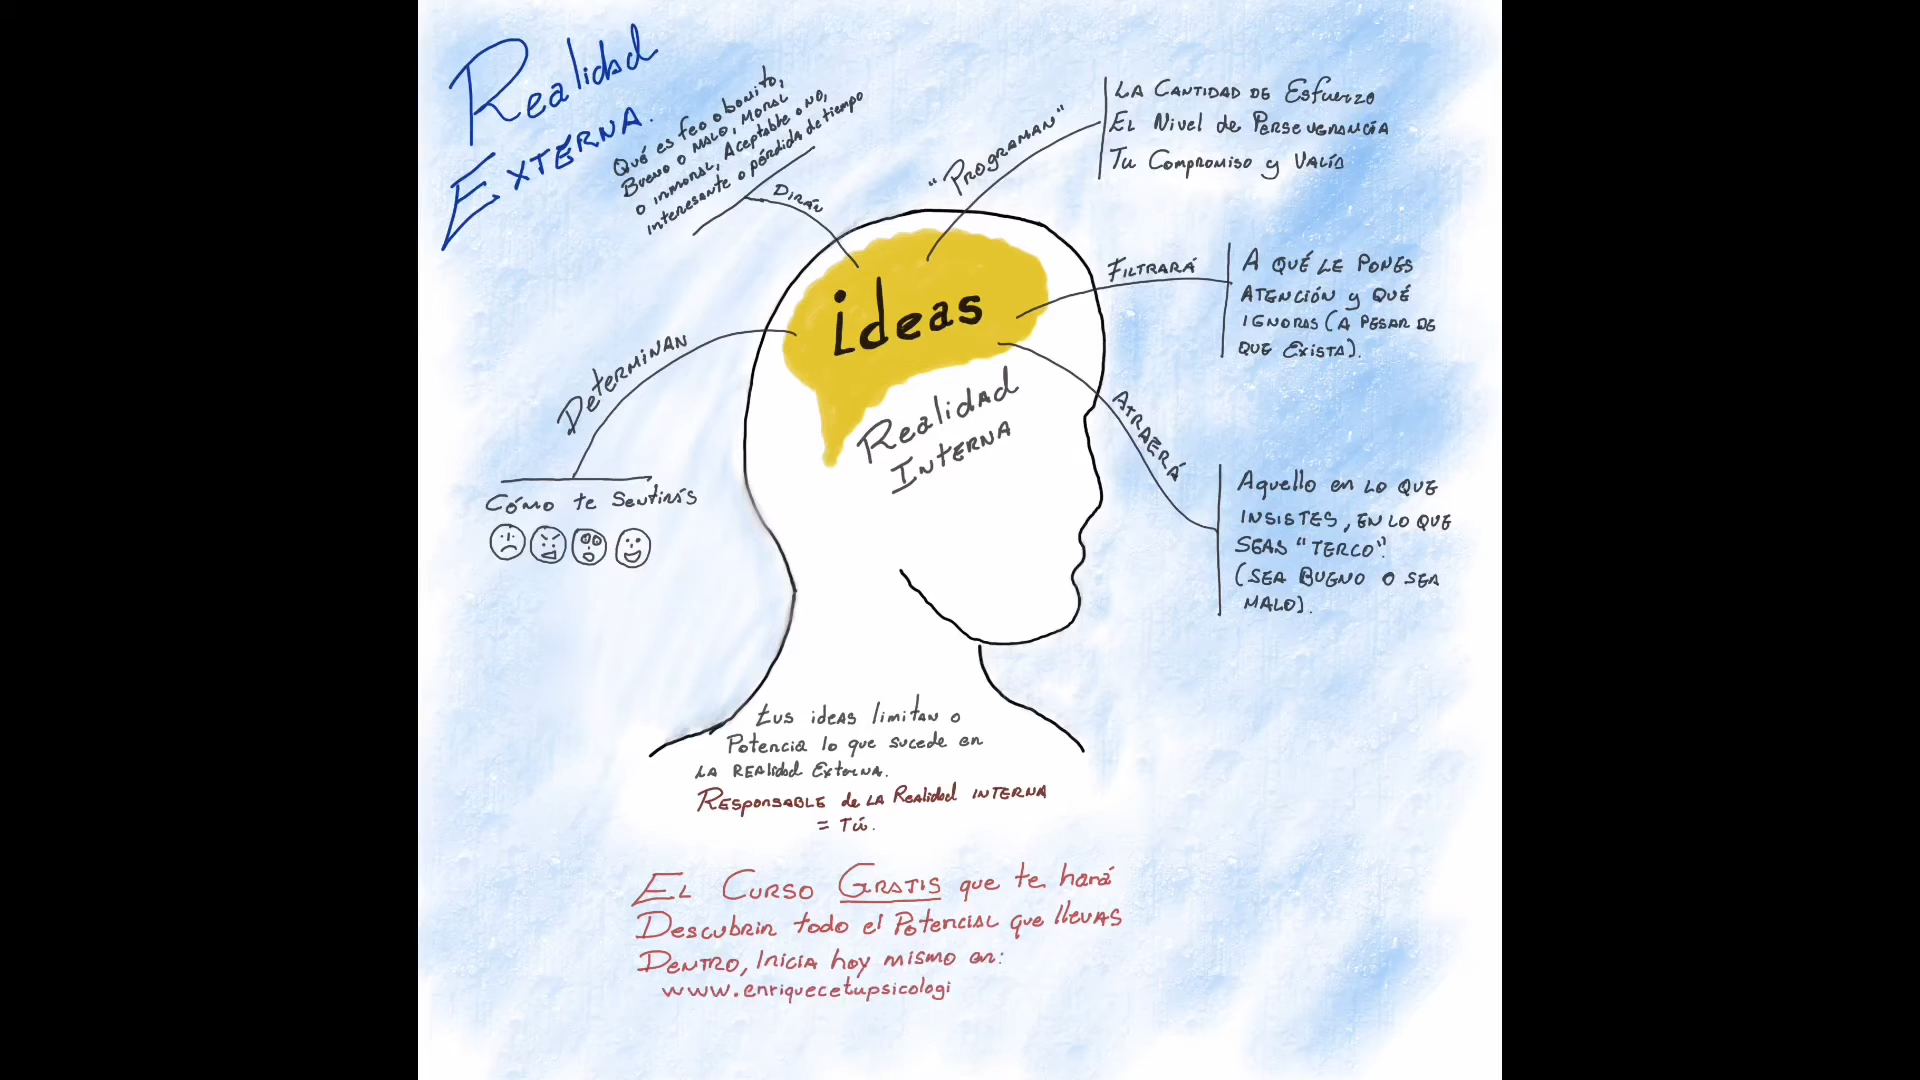 Realidad
Externa.
Qué es feo o bonito,
Bueno o malo, moral
o inmoral, Aceptable o no,
interesante o pérdida de tiempo
Dirán
"Programan"
La Cantidad de Esfuerzo
El Nivel de Perseverancia
Tu Compromiso y Valía
Filtrará
A qué le pones
atención y qué
ignoras (a pesar de
que exista).
ideas
Realidad
Interna
Determinan
Cómo te Sentirás
Atraerá
Aquello en lo que
insistes, en lo que
seas "terco".
(sea bueno o sea
malo).
tus ideas limitan o
Potencia lo que sucede en
la realidad Externa.
Responsable de la Realidad interna
= Tú.
El Curso Gratis que te hará
Descubrir todo el Potencial que llevas
Dentro, Inicia hoy mismo en:
www.enriquecetupsicologi